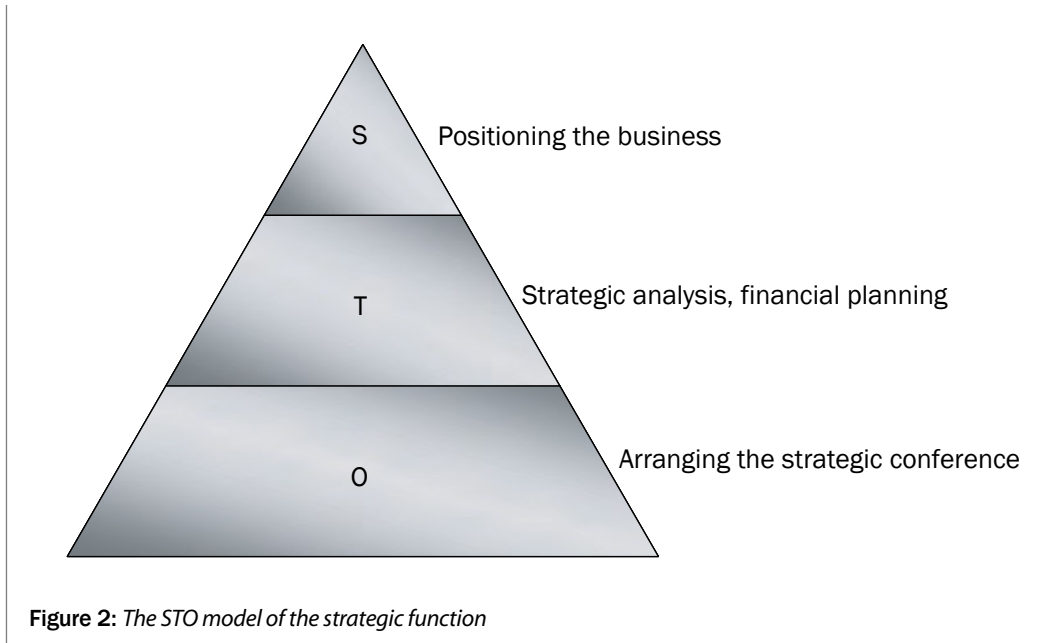 S
Positioning the business
T
Strategic analysis, financial planning
O
Arranging the strategic conference
Figure 2: The STO model of the strategic function